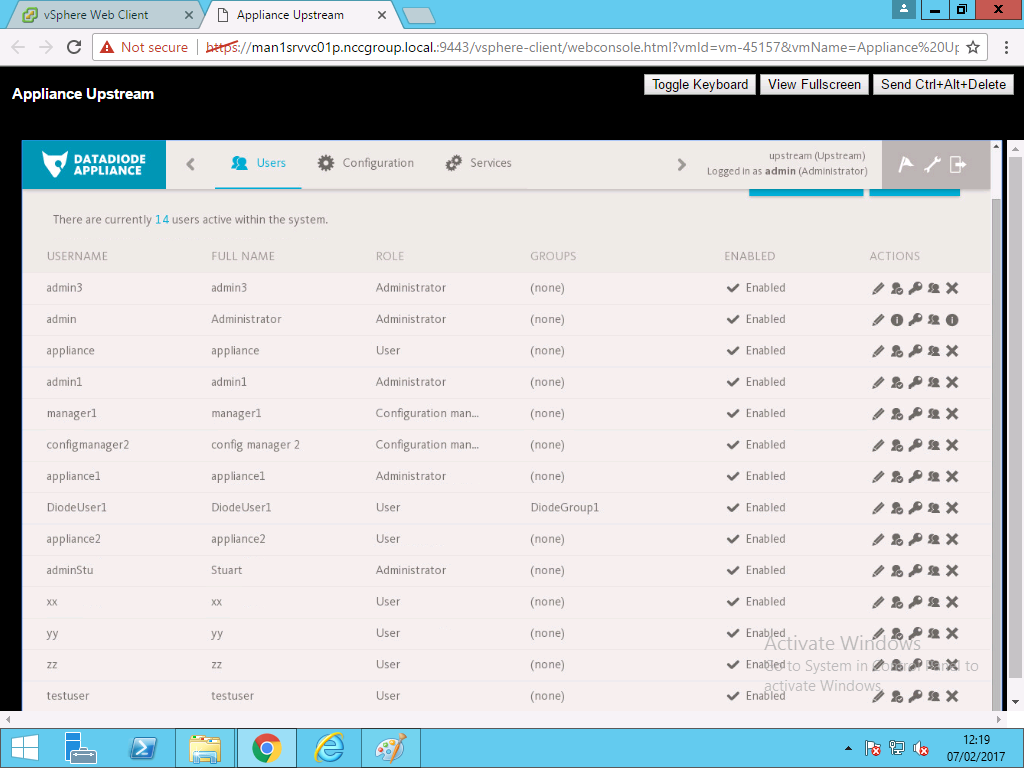 vSphere Web Client
Appliance Upstream
Not secure https://man1srvvc01p.nccgroup.local.:9443/vsphere-client/webconsole.html?vmId=vm-45157&vmName=Appliance%20Up
Appliance Upstream
Toggle Keyboard View Fullscreen Send Ctrl+Alt+Delete
DATADIODE
APPLIANCE
Users Configuration Services
upstream (Upstream)
Logged in as admin (Administrator)
There are currently 14 users active within the system.
USERNAME FULL NAME ROLE GROUPS ENABLED ACTIONS
admin3 admin3 Administrator (none) Enabled
admin Administrator Administrator (none) Enabled
appliance appliance User (none) Enabled
admin1 admin1 Administrator (none) Enabled
manager1 manager1 Configuration man... (none) Enabled
configmanager2 config manager 2 Configuration man... (none) Enabled
appliance1 appliance1 Administrator (none) Enabled
DiodeUser1 DiodeUser1 User DiodeGroup1 Enabled
appliance2 appliance2 User (none) Enabled
adminStu Stuart Administrator (none) Enabled
xx xx User (none) Enabled
yy yy User (none) Enabled
zz zz User (none) Enabled
testuser testuser User (none) Enabled
Activate Windows
Go to System in Control Panel to
activate Windows.
12:19
07/02/2017